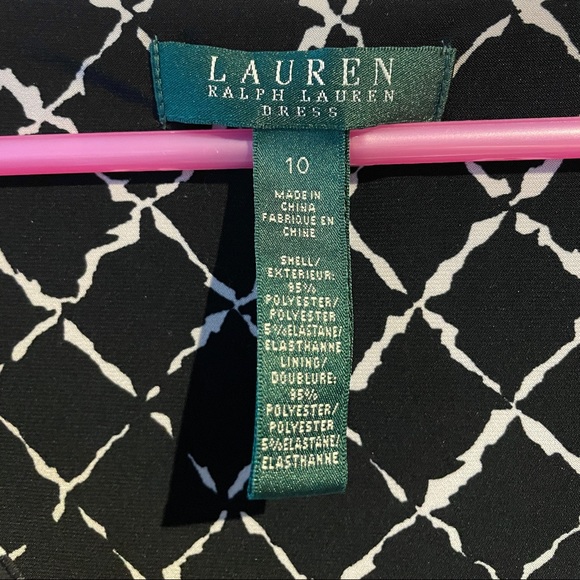 LAUREN
RALPH LAUREN
DRESS
10
MADE IN
CHINA
FABRIQUE EN
CHINE
SHELL/
EXTERIEUR:
95%
POLYESTER/
POLYESTER
5%ELASTANE/
ELASTHANNE
LINING/
DOUBLURE:
95%
POLYESTER/
POLYESTER
5%ELASTANE/
ELASTHANNE